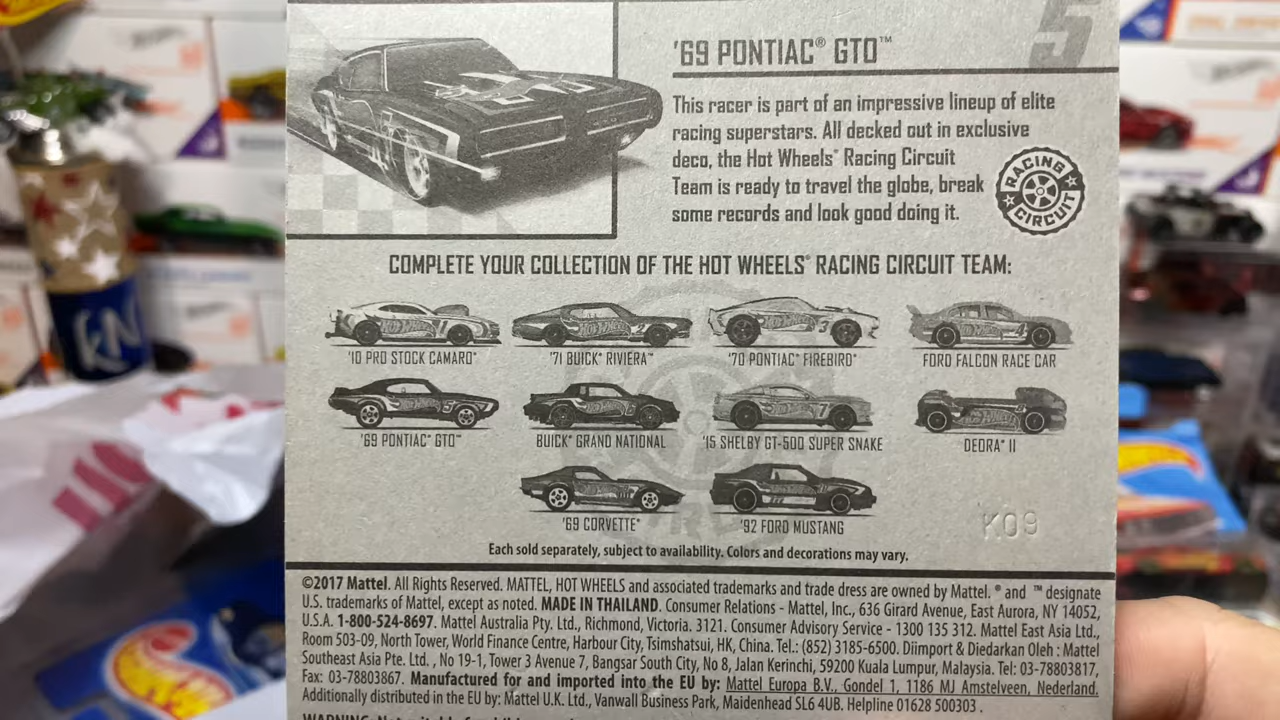 5
'69 PONTIAC® GTO™
This racer is part of an impressive lineup of elite
racing superstars. All decked out in exclusive
deco, the Hot Wheels® Racing Circuit
Team is ready to travel the globe, break
some records and look good doing it.
RACING
CIRCUIT
COMPLETE YOUR COLLECTION OF THE HOT WHEELS® RACING CIRCUIT TEAM:
'10 PRO STOCK CAMARO®
'71 BUICK® RIVIERA™
'70 PONTIAC® FIREBIRD®
FORD FALCON RACE CAR
'69 PONTIAC® GTO™
BUICK® GRAND NATIONAL
'15 SHELBY GT-500 SUPER SNAKE
DEORA® II
'69 CORVETTE®
'92 FORD MUSTANG
K09
Each sold separately, subject to availability. Colors and decorations may vary.
©2017 Mattel. All Rights Reserved. MATTEL, HOT WHEELS and associated trademarks and trade dress are owned by Mattel. ® and ™ designate
U.S. trademarks of Mattel, except as noted. MADE IN THAILAND. Consumer Relations - Mattel, Inc., 636 Girard Avenue, East Aurora, NY 14052,
U.S.A. 1-800-524-8697. Mattel Australia Pty. Ltd., Richmond, Victoria. 3121. Consumer Advisory Service - 1300 135 312. Mattel East Asia Ltd.,
Room 503-09, North Tower, World Finance Centre, Harbour City, Tsimshatsui, HK, China. Tel.: (852) 3185-6500. Diimport & Diedarkan Oleh : Mattel
Southeast Asia Pte. Ltd. , No 19-1, Tower 3 Avenue 7, Bangsar South City, No 8, Jalan Kerinchi, 59200 Kuala Lumpur, Malaysia. Tel: 03-78803817,
Fax: 03-78803867. Manufactured for and imported into the EU by: Mattel Europa B.V., Gondel 1, 1186 MJ Amstelveen, Nederland.
Additionally distributed in the EU by: Mattel U.K. Ltd., Vanwall Business Park, Maidenhead SL6 4UB. Helpline 01628 500303 .
KN